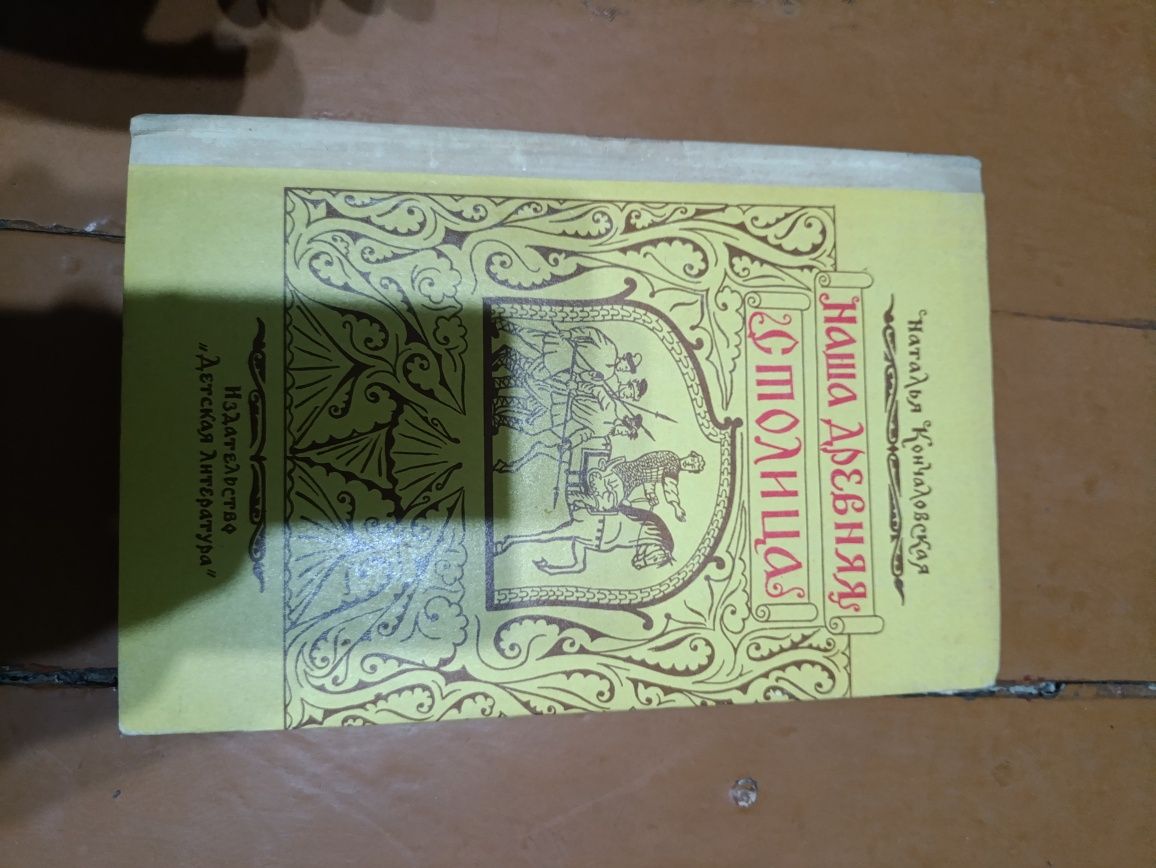 Наталья Кончаловская
НАША ДРЕВНЯЯ
СТОЛИЦА
Издательство
„Детская литература"